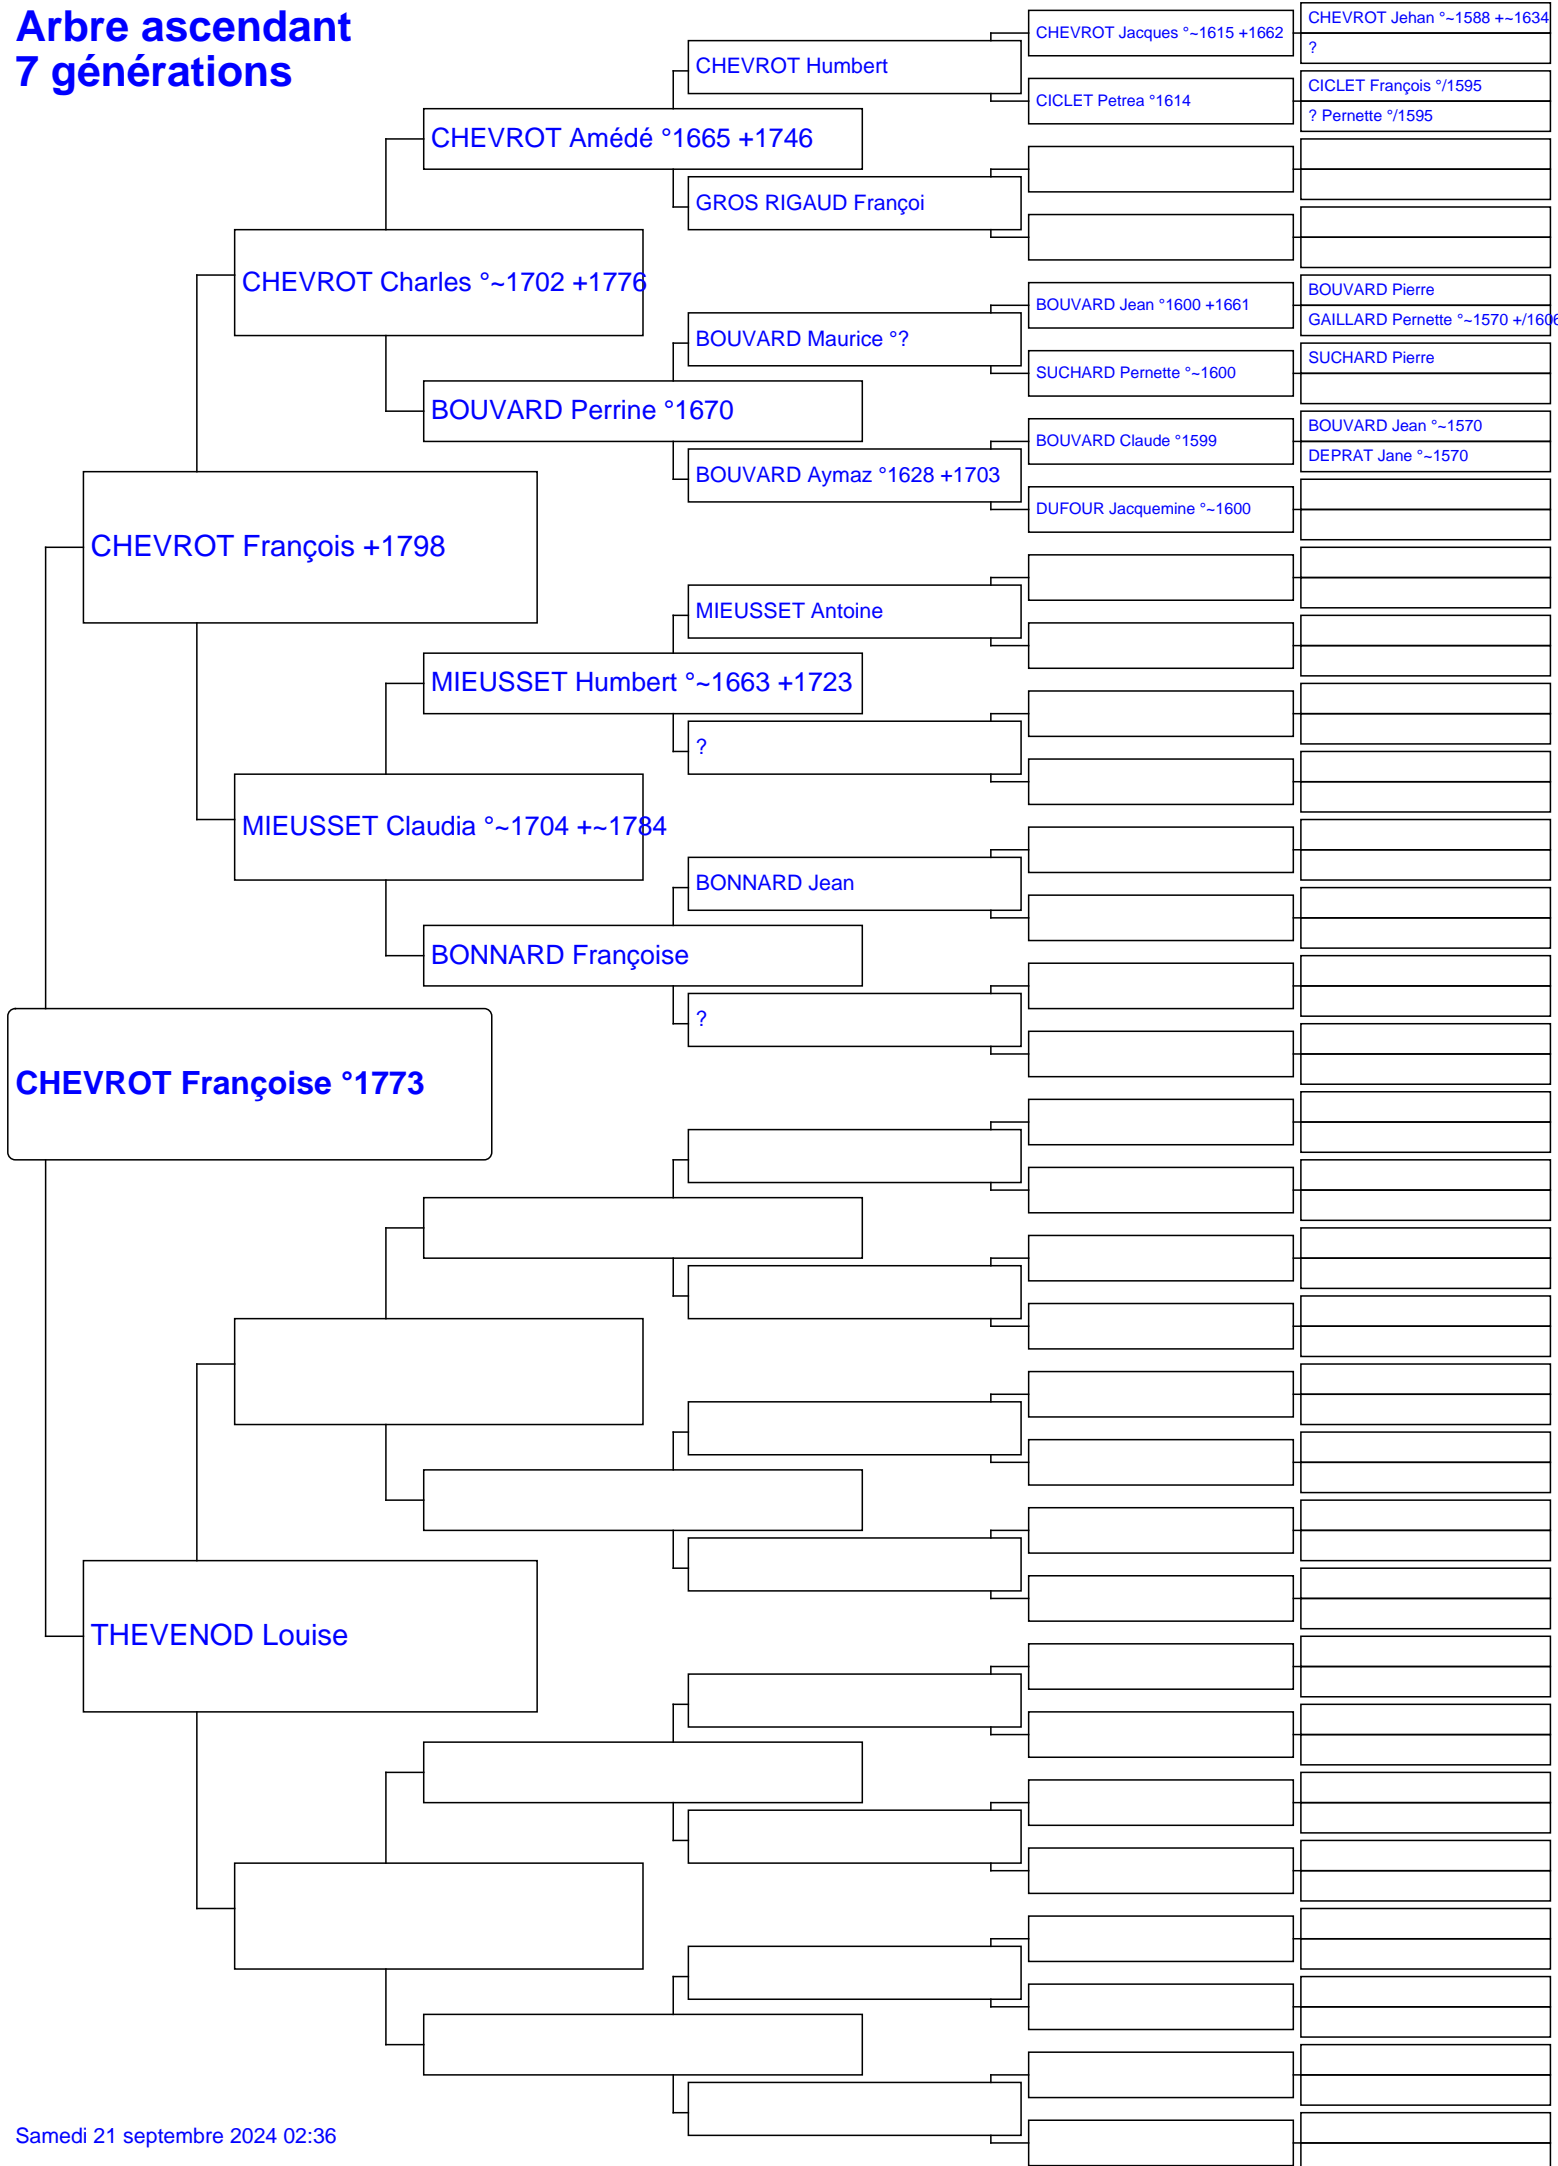 Arbre ascendant
7 générations
CHEVROT Jacques °~1615 +1662
CHEVROT Jehan °~1588 +~1634
?
CHEVROT Humbert
CICLET Petrea °1614
CICLET François °/1595
? Pernette °/1595
CHEVROT Amédé °1665 +1746
GROS RIGAUD Françoi
CHEVROT Charles °~1702 +1776
BOUVARD Jean °1600 +1661
BOUVARD Pierre
GAILLARD Pernette °~1570 +/1606
BOUVARD Maurice °?
SUCHARD Pernette °~1600
SUCHARD Pierre
BOUVARD Perrine °1670
BOUVARD Claude °1599
BOUVARD Jean °~1570
DEPRAT Jane °~1570
BOUVARD Aymaz °1628 +1703
DUFOUR Jacquemine °~1600
CHEVROT François +1798
MIEUSSET Antoine
MIEUSSET Humbert °~1663 +1723
?
MIEUSSET Claudia °~1704 +~1784
BONNARD Jean
BONNARD Françoise
?
CHEVROT Françoise °1773
THEVENOD Louise
Samedi 21 septembre 2024 02:36